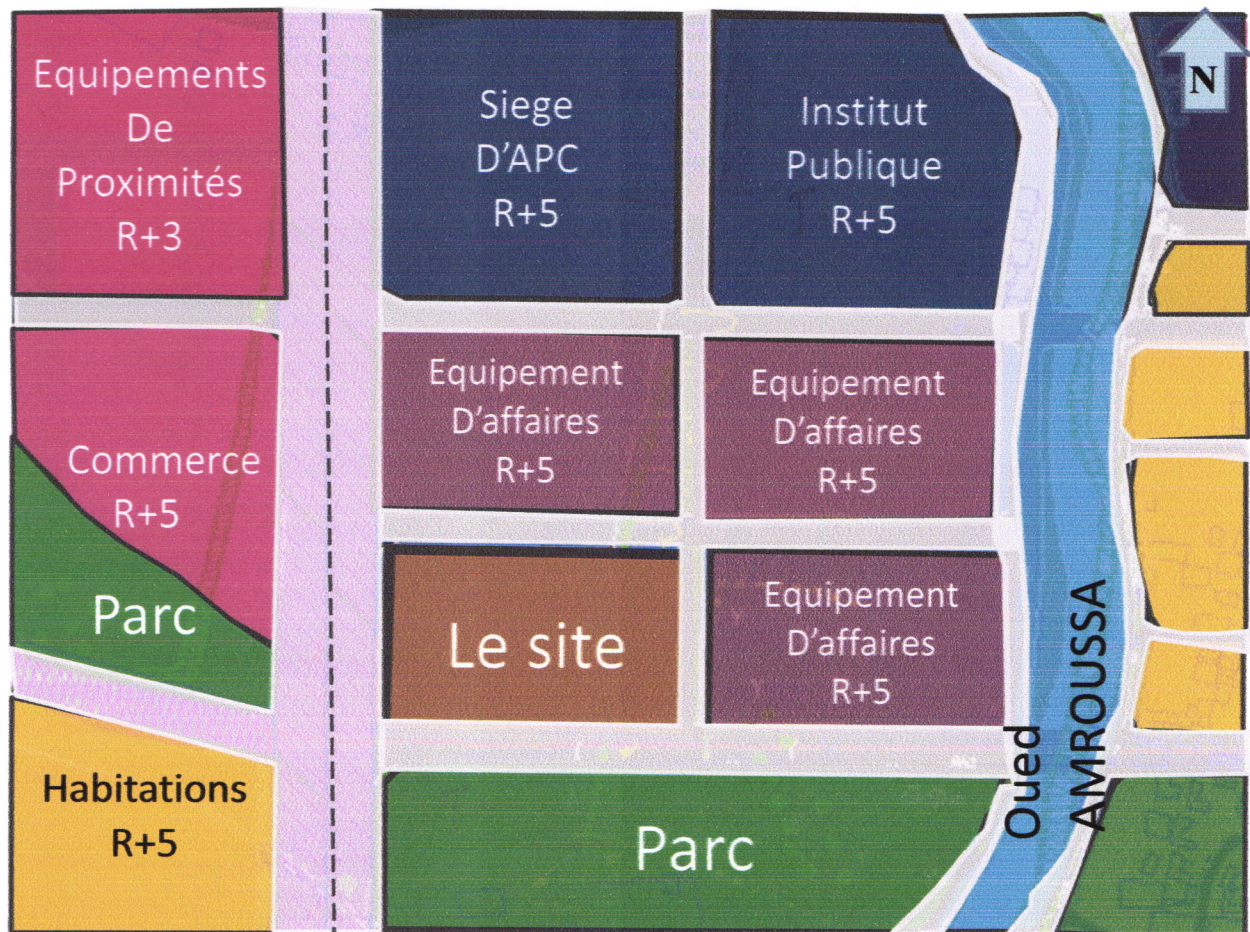 Equipements
De
Proximités
R+3
Siege
D'APC
R+5
Institut
Publique
R+5
N
Commerce
R+5
Equipement
D'affaires
R+5
Equipement
D'affaires
R+5
Parc
Le site
Equipement
D'affaires
R+5
Habitations
R+5
Parc
Oued
AMROUSSA